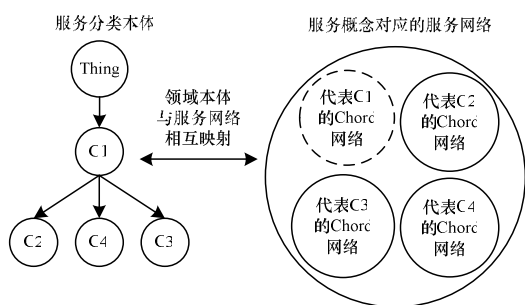 服务分类本体
Thing
C1
C2
C4
C3
领域本体
与服务网络
相互映射
服务概念对应的服务网络
代表C1
的Chord
网络
代表C2
的Chord
网络
代表C3
的Chord
网络
代表C4
的Chord
网络